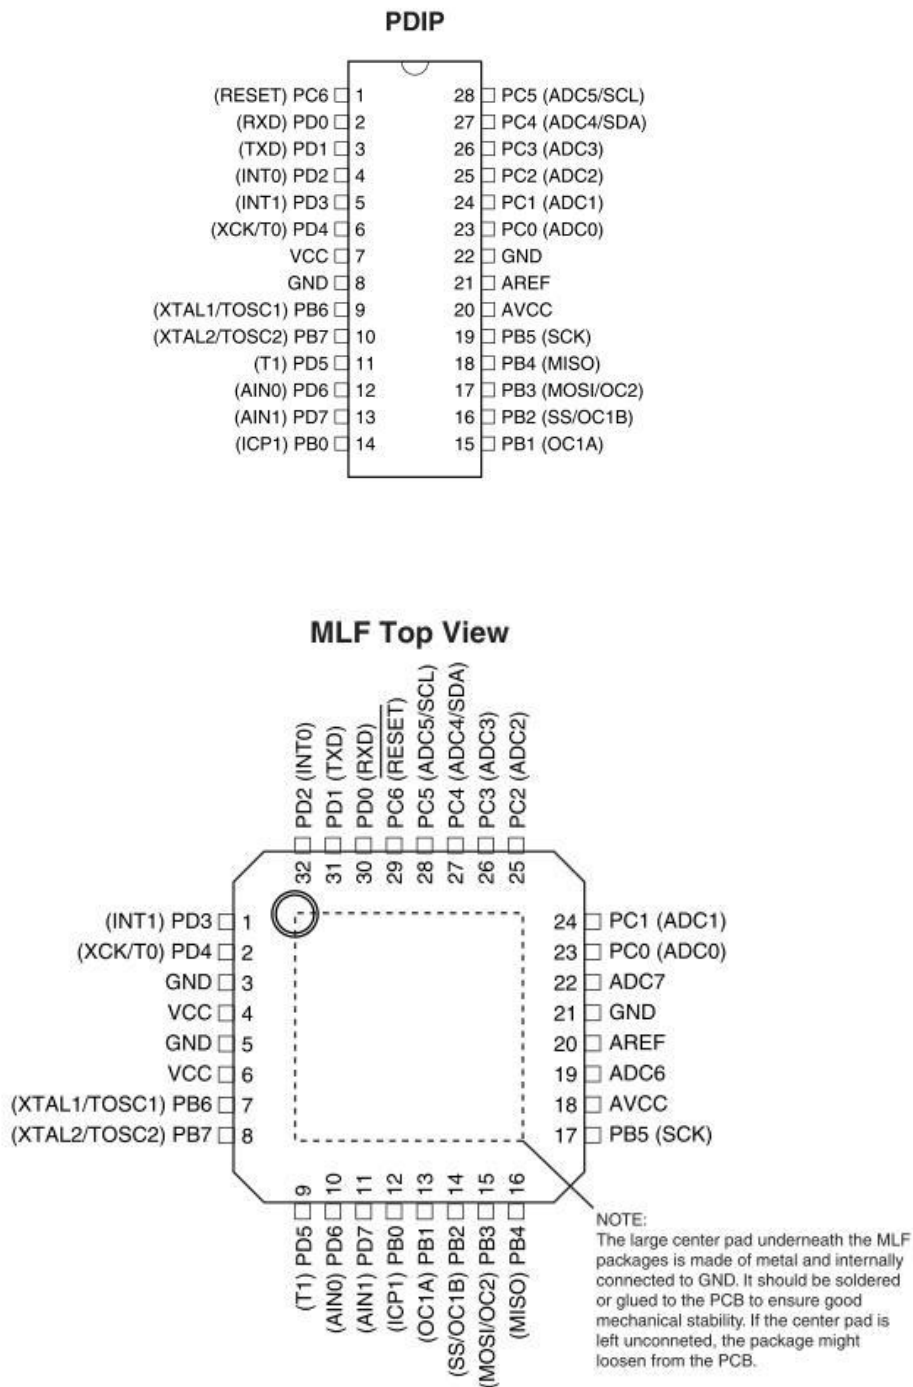 PDIP
(RESET) PC6 1 28 PC5 (ADC5/SCL)
(RXD) PD0 2 27 PC4 (ADC4/SDA)
(TXD) PD1 3 26 PC3 (ADC3)
(INT0) PD2 4 25 PC2 (ADC2)
(INT1) PD3 5 24 PC1 (ADC1)
(XCK/T0) PD4 6 23 PC0 (ADC0)
VCC 7 22 GND
GND 8 21 AREF
(XTAL1/TOSC1) PB6 9 20 AVCC
(XTAL2/TOSC2) PB7 10 19 PB5 (SCK)
(T1) PD5 11 18 PB4 (MISO)
(AIN0) PD6 12 17 PB3 (MOSI/OC2)
(AIN1) PD7 13 16 PB2 (SS/OC1B)
(ICP1) PB0 14 15 PB1 (OC1A)
MLF Top View
32 PD2 (INT0)
31 PD1 (TXD)
30 PD0 (RXD)
29 PC6 (RESET)
28 PC5 (ADC5/SCL)
27 PC4 (ADC4/SDA)
26 PC3 (ADC3)
25 PC2 (ADC2)
(INT1) PD3 1 24 PC1 (ADC1)
(XCK/T0) PD4 2 23 PC0 (ADC0)
GND 3 22 ADC7
VCC 4 21 GND
GND 5 20 AREF
VCC 6 19 ADC6
(XTAL1/TOSC1) PB6 7 18 AVCC
(XTAL2/TOSC2) PB7 8 17 PB5 (SCK)
(T1) PD5 9
(AIN0) PD6 10
(AIN1) PD7 11
(ICP1) PB0 12
(OC1A) PB1 13
(SS/OC1B) PB2 14
(MOSI/OC2) PB3 15
(MISO) PB4 16
NOTE:
The large center pad underneath the MLF
packages is made of metal and internally
connected to GND. It should be soldered
or glued to the PCB to ensure good
mechanical stability. If the center pad is
left unconneted, the package might
loosen from the PCB.